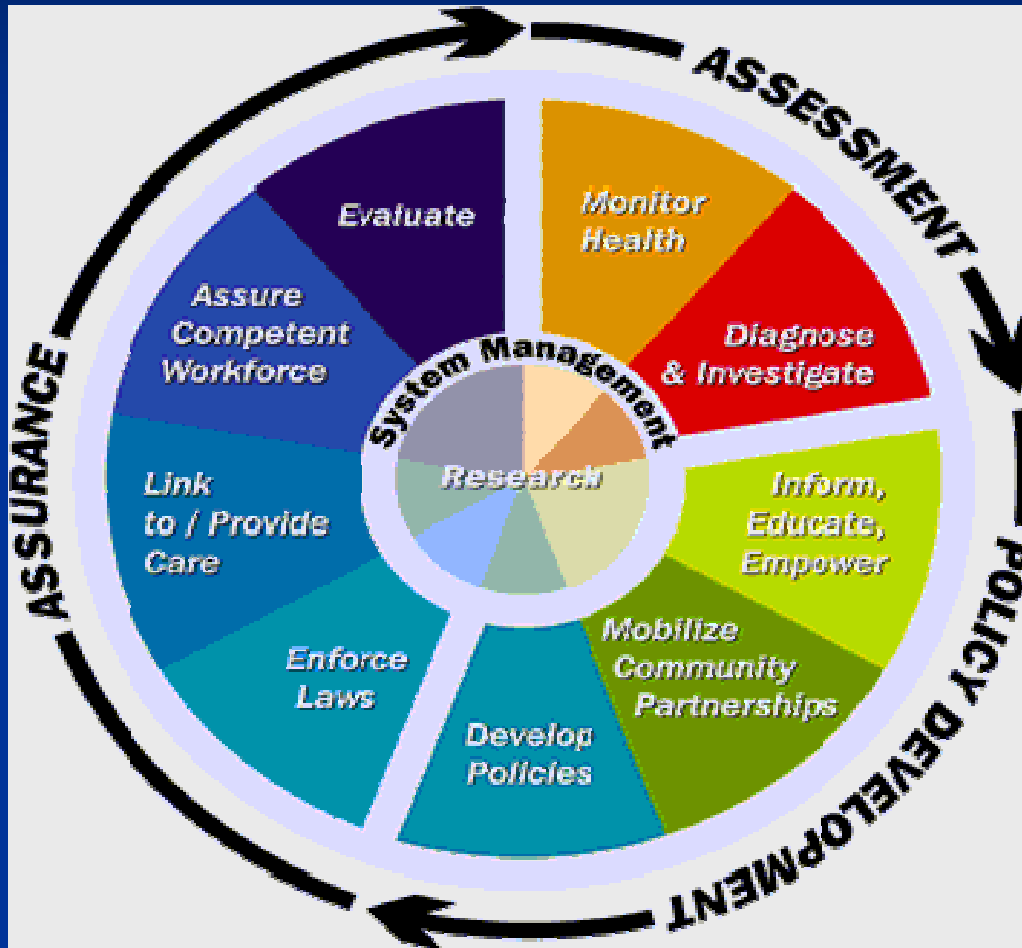 ASSESSMENT
Monitor
Health
Diagnose
& Investigate
POLICY DEVELOPMENT
Inform,
Educate,
Empower
Mobilize
Community
Partnerships
Develop
Policies
ASSURANCE
Enforce
Laws
Link
to / Provide
Care
Assure
Competent
Workforce
Evaluate
System Management
Research